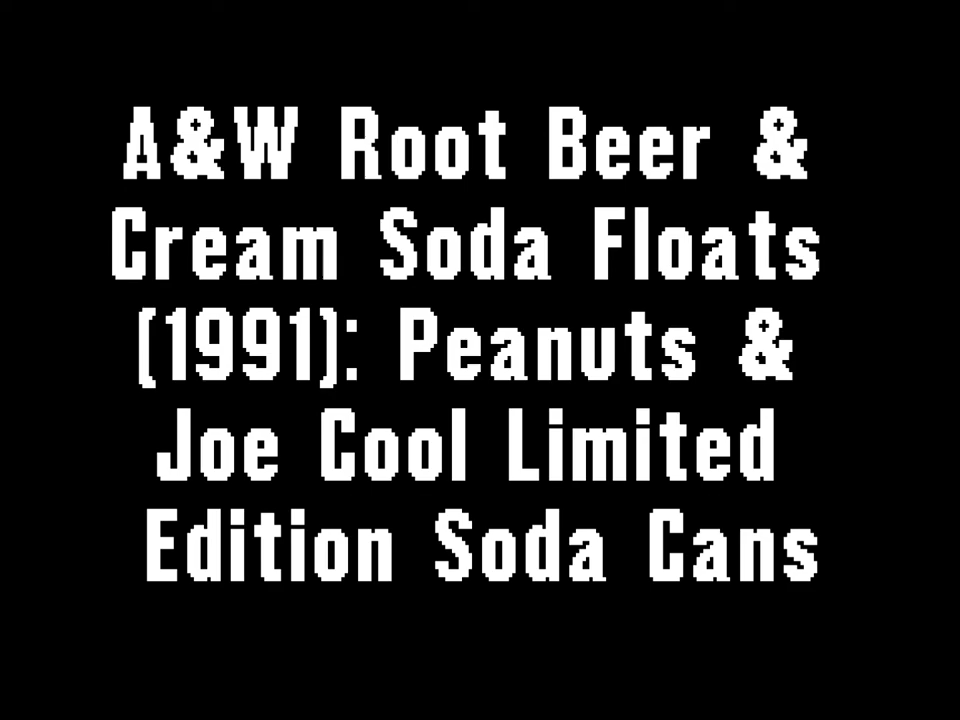 A&W Root Beer &
Cream Soda Floats
(1991): Peanuts &
Joe Cool Limited
Edition Soda Cans